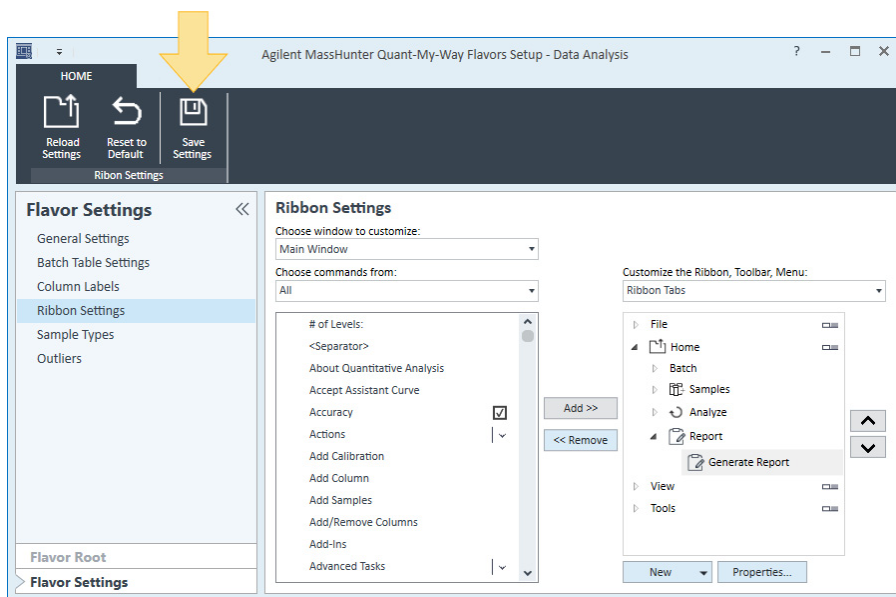 Agilent MassHunter Quant-My-Way Flavors Setup - Data Analysis
HOME
Reload
Settings
Reset to
Default
Save
Settings
Ribon Settings
Flavor Settings
General Settings
Batch Table Settings
Column Labels
Ribbon Settings
Sample Types
Outliers
Flavor Root
Flavor Settings
Ribbon Settings
Choose window to customize:
Main Window
Choose commands from:
All
# of Levels:
<Separator>
About Quantitative Analysis
Accept Assistant Curve
Accuracy
Actions
Add Calibration
Add Column
Add Samples
Add/Remove Columns
Add-Ins
Advanced Tasks
Add >>
<< Remove
Customize the Ribbon, Toolbar, Menu:
Ribbon Tabs
File
Home
Batch
Samples
Analyze
Report
Generate Report
View
Tools
New
Properties...